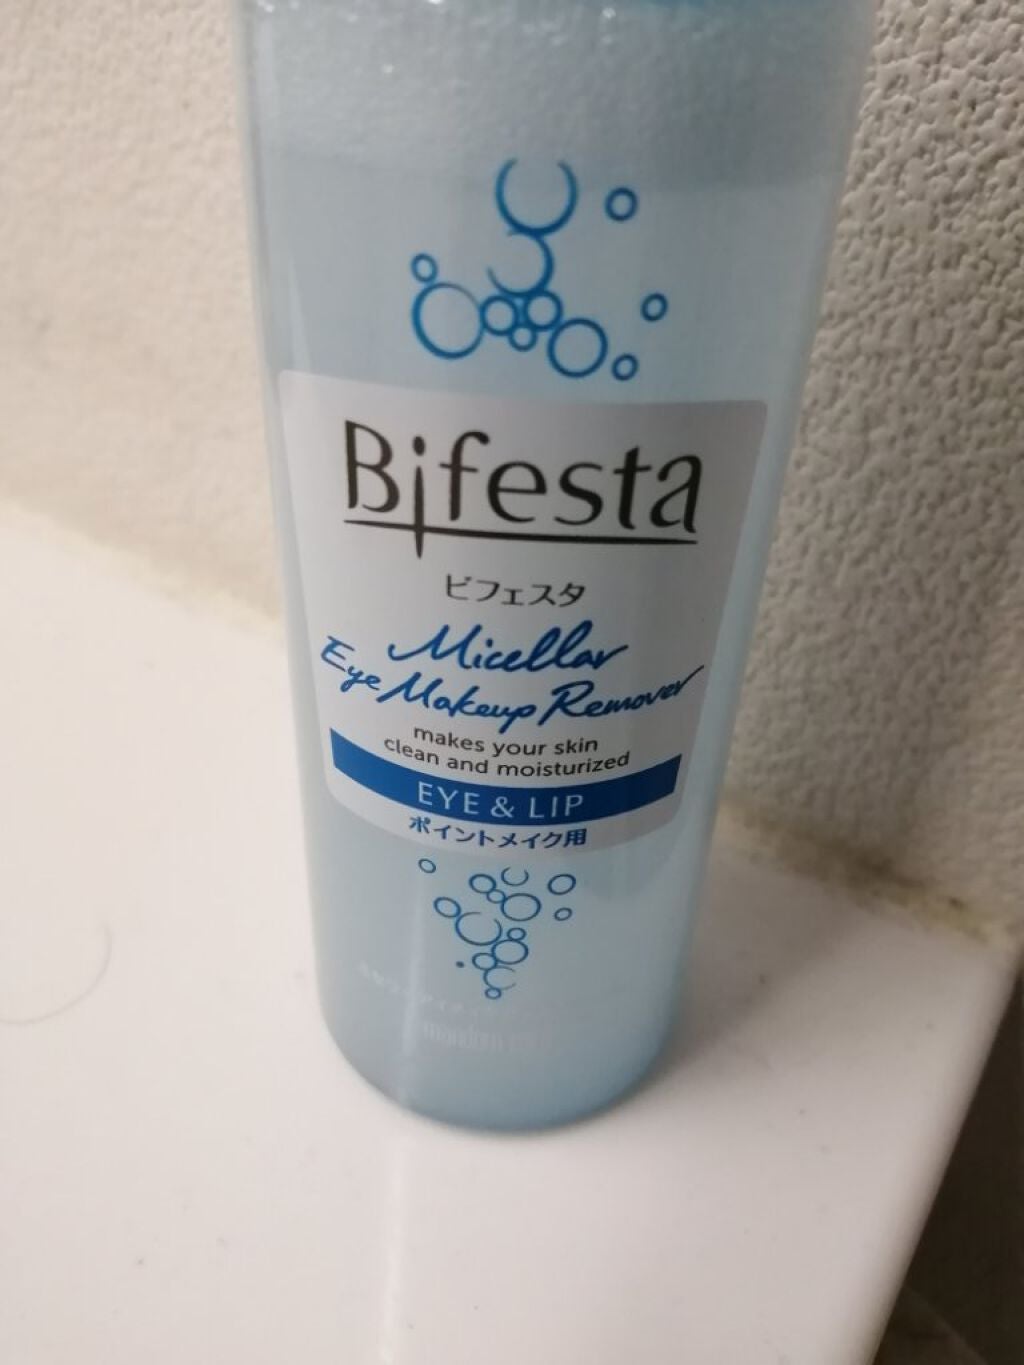 Bifesta
ビフェスタ
Micellar
Eye Makeup Remover
makes your skin
clean and moisturized
EYE & LIP
ポイントメイク用
mandom